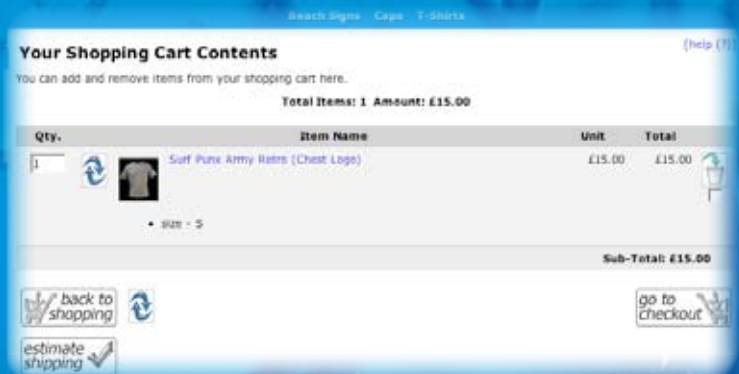 Beach Signs Caps T-Shirts
Your Shopping Cart Contents
[help (?)]
You can add and remove items from your shopping cart here.
Total Items: 1 Amount: £15.00
Qty. Item Name Unit Total
1 Surf Punx Army Retro (Chest Logo) £15.00 £15.00
• size - S
Sub-Total: £15.00
back to
shopping
go to
checkout
estimate
shipping